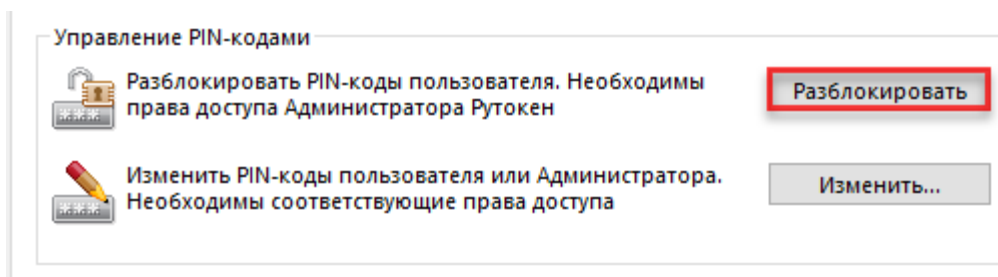 Управление PIN-кодами
Разблокировать PIN-коды пользователя. Необходимы
права доступа Администратора Рутокен
Разблокировать
Изменить PIN-коды пользователя или Администратора.
Необходимы соответствующие права доступа
Изменить...